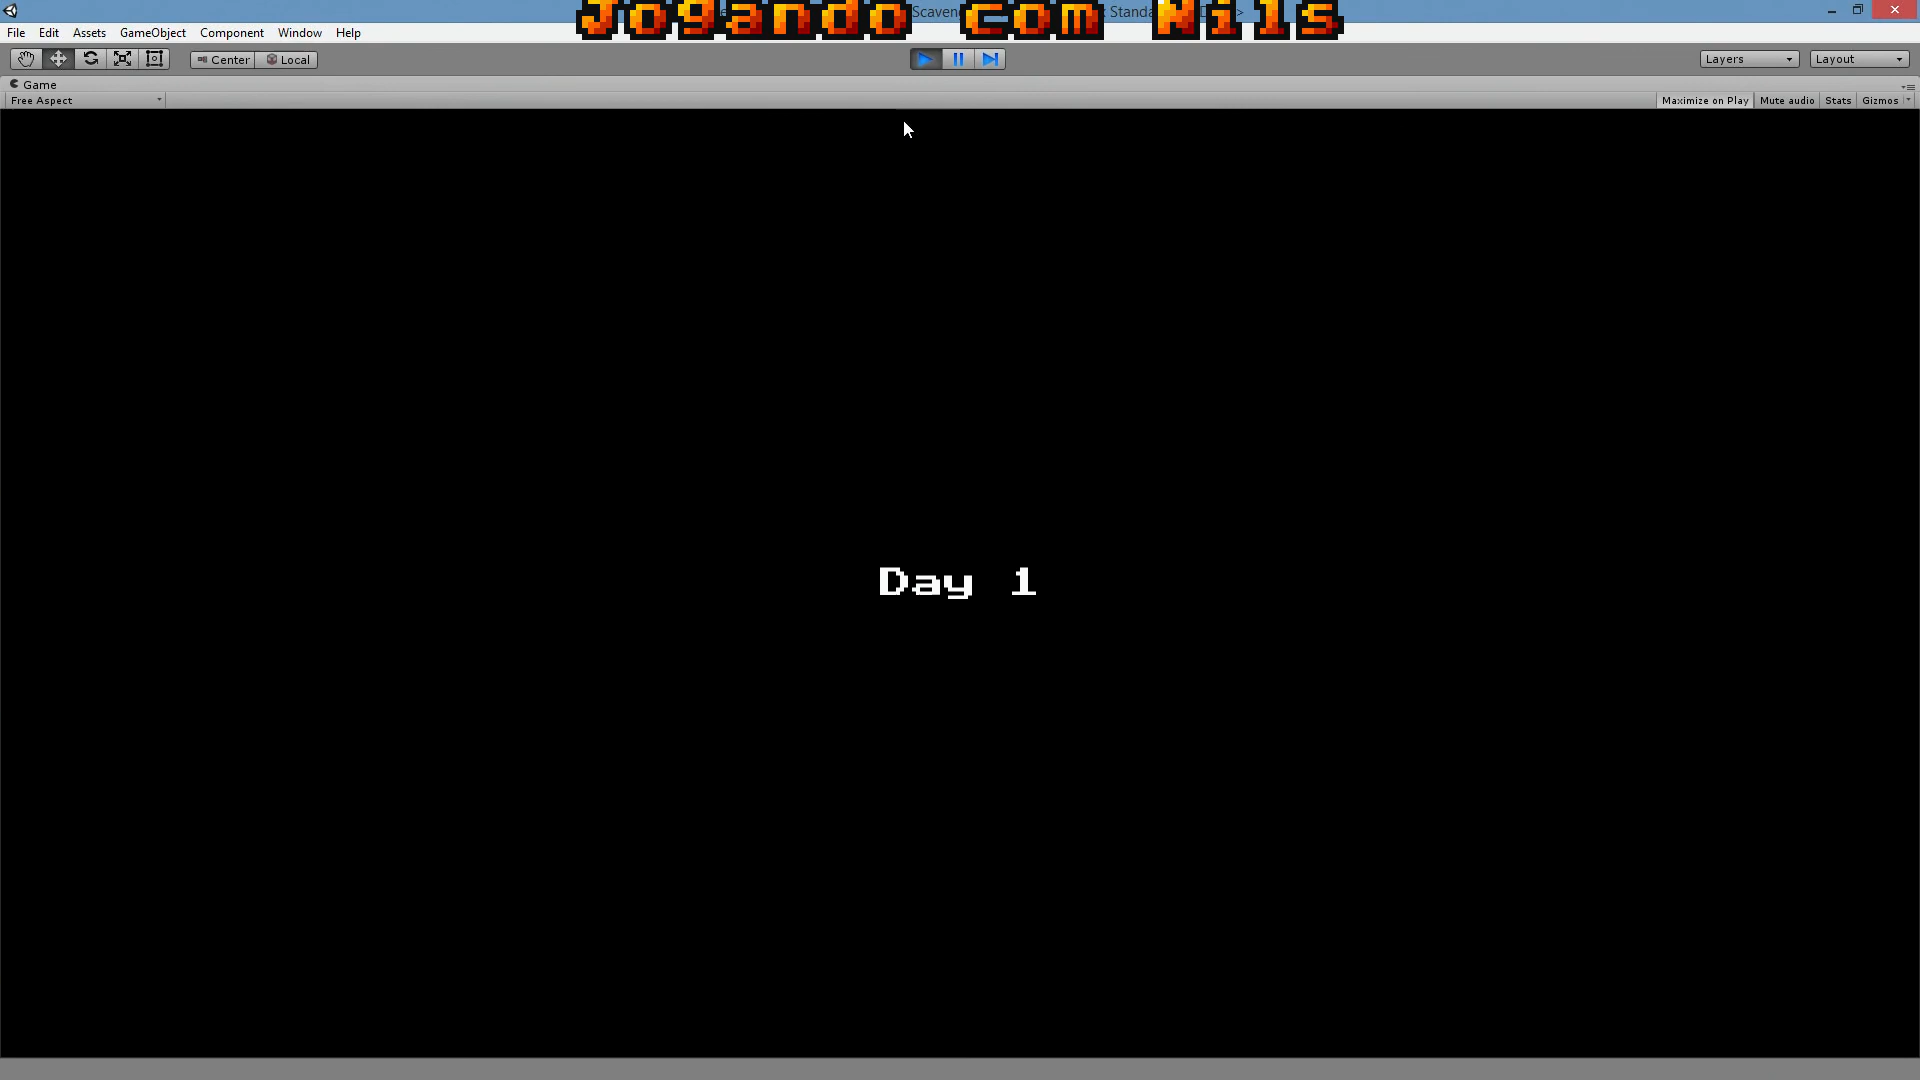 Jogando com Nils
File Edit Assets GameObject Component Window Help
Center Local
Layers Layout
Game
Free Aspect
Maximize on Play Mute audio Stats Gizmos
Day 1